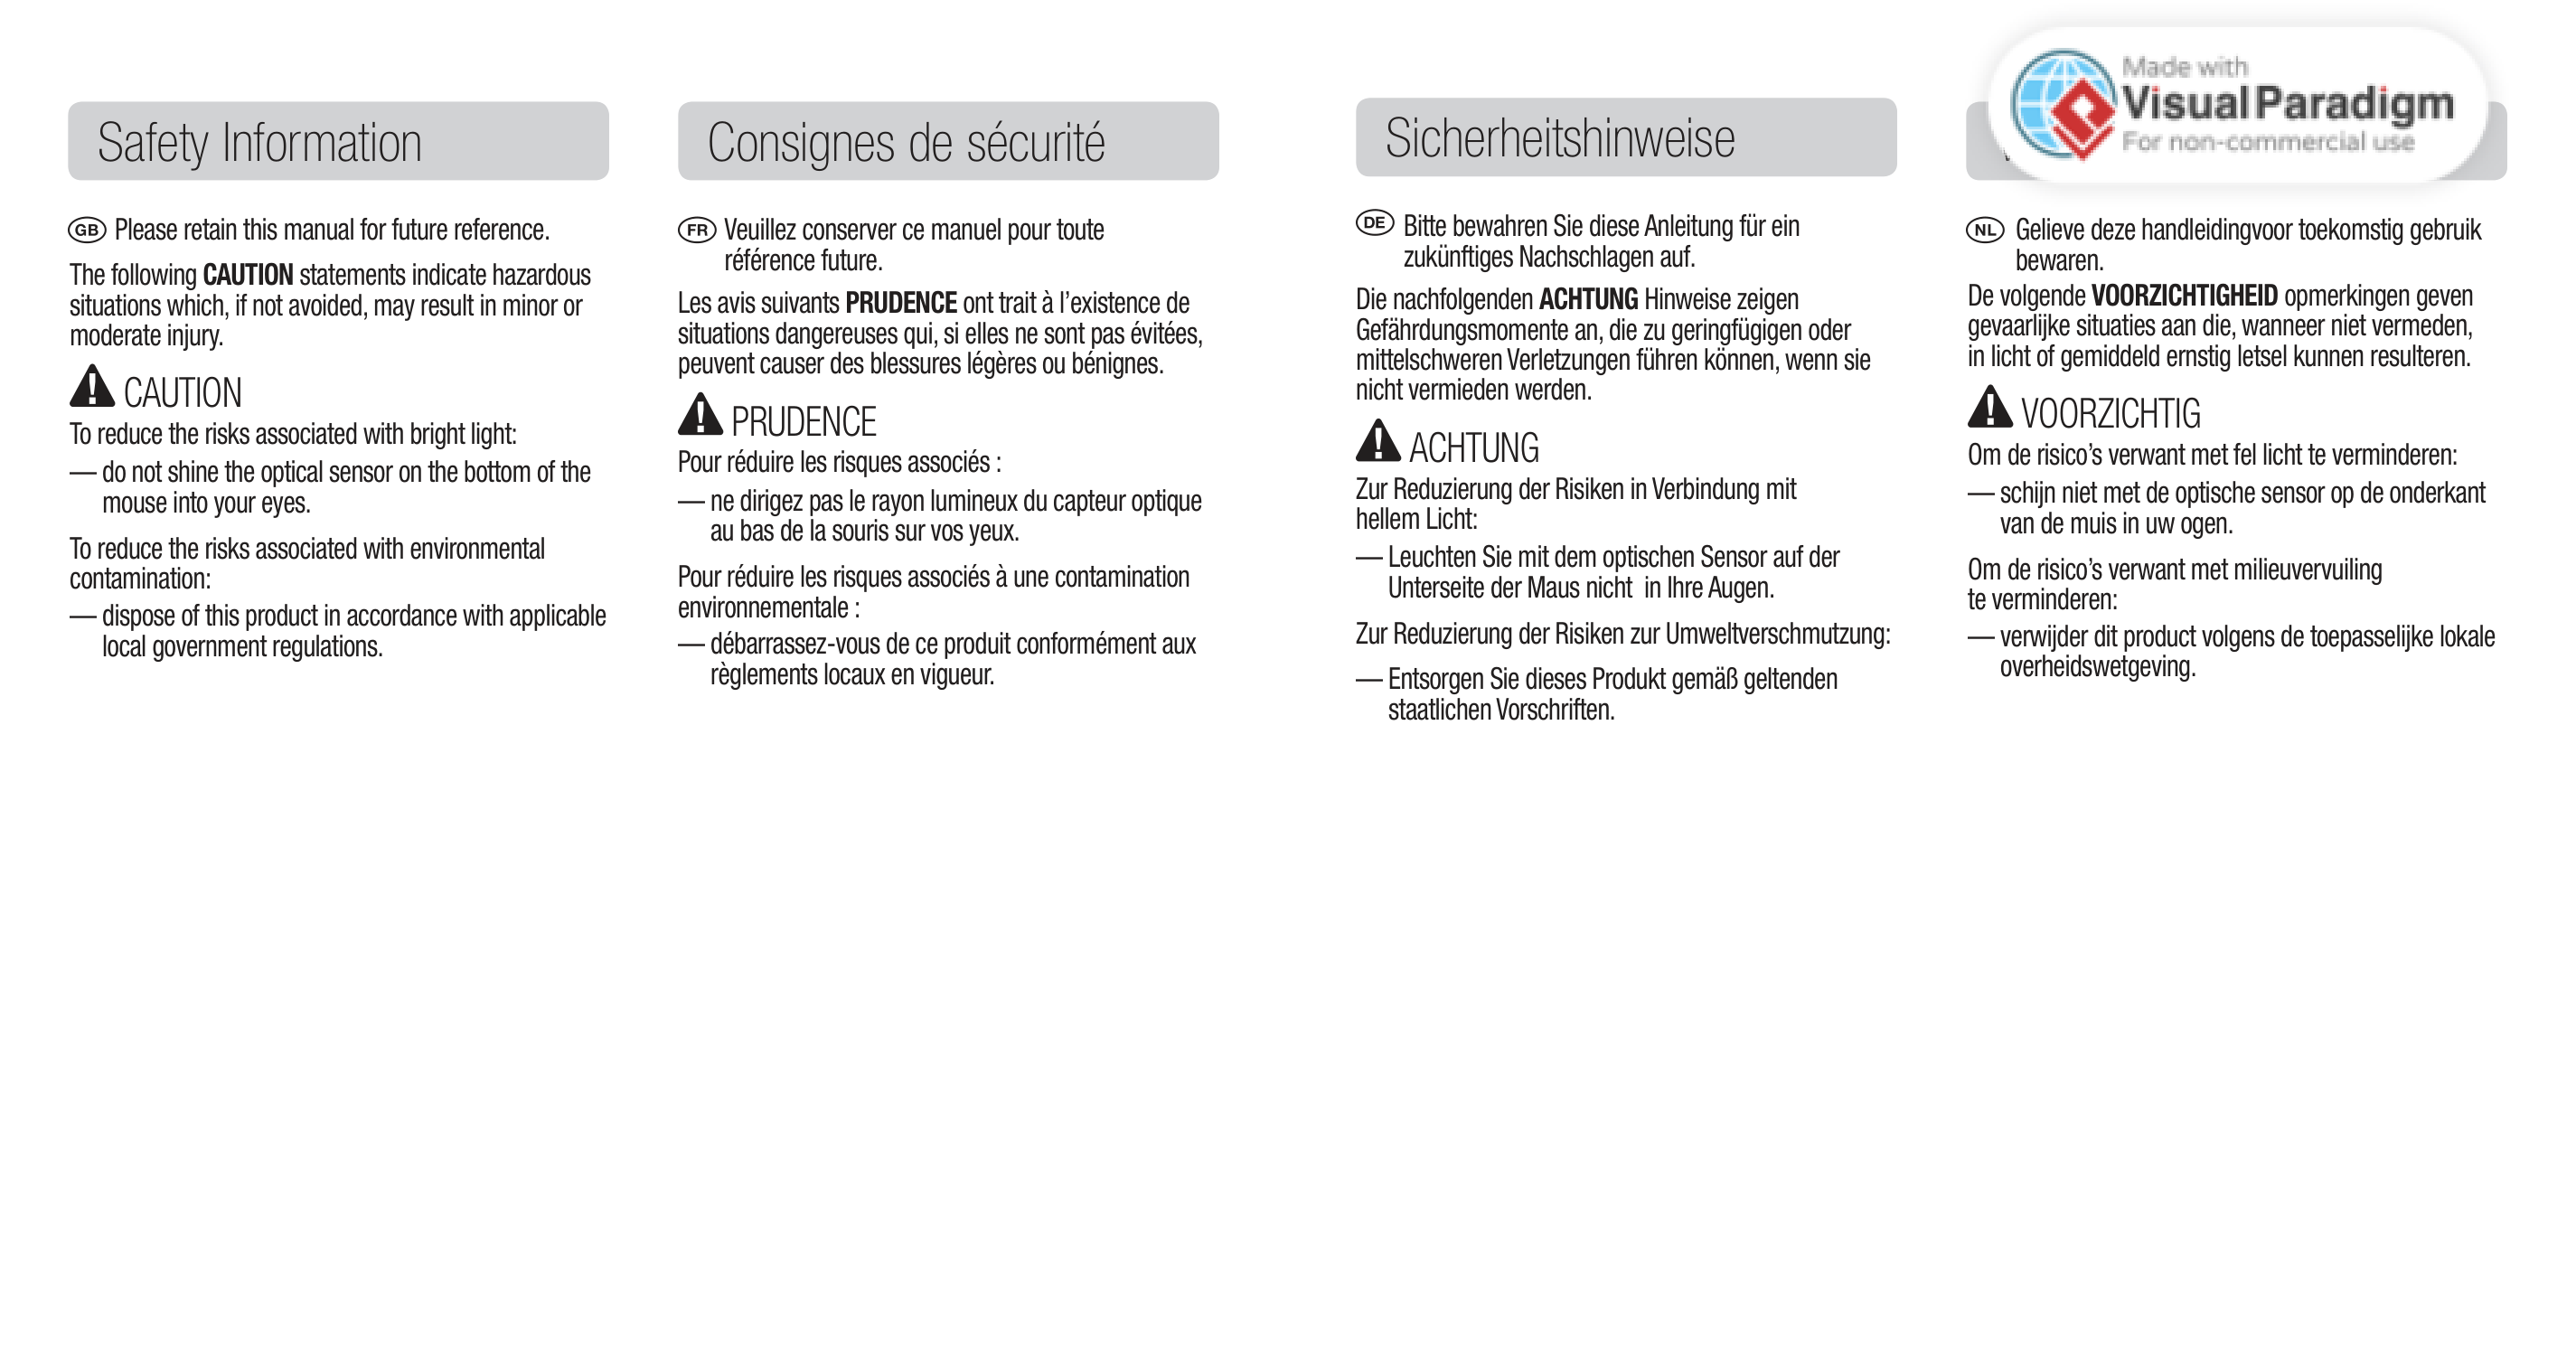 Safety Information
GB Please retain this manual for future reference.
The following CAUTION statements indicate hazardous
situations which, if not avoided, may result in minor or
moderate injury.
CAUTION
To reduce the risks associated with bright light:
— do not shine the optical sensor on the bottom of the
mouse into your eyes.
To reduce the risks associated with environmental
contamination:
— dispose of this product in accordance with applicable
local government regulations.
Consignes de sécurité
FR Veuillez conserver ce manuel pour toute
référence future.
Les avis suivants PRUDENCE ont trait à l’existence de
situations dangereuses qui, si elles ne sont pas évitées,
peuvent causer des blessures légères ou bénignes.
PRUDENCE
Pour réduire les risques associés :
— ne dirigez pas le rayon lumineux du capteur optique
au bas de la souris sur vos yeux.
Pour réduire les risques associés à une contamination
environnementale :
— débarrassez-vous de ce produit conformément aux
règlements locaux en vigueur.
Sicherheitshinweise
DE Bitte bewahren Sie diese Anleitung für ein
zukünftiges Nachschlagen auf.
Die nachfolgenden ACHTUNG Hinweise zeigen
Gefährdungsmomente an, die zu geringfügigen oder
mittelschweren Verletzungen führen können, wenn sie
nicht vermieden werden.
ACHTUNG
Zur Reduzierung der Risiken in Verbindung mit
hellem Licht:
— Leuchten Sie mit dem optischen Sensor auf der
Unterseite der Maus nicht  in Ihre Augen.
Zur Reduzierung der Risiken zur Umweltverschmutzung:
— Entsorgen Sie dieses Produkt gemäß geltenden
staatlichen Vorschriften.
Made with
Visual Paradigm
For non-commercial use
NL Gelieve deze handleidingvoor toekomstig gebruik
bewaren.
De volgende VOORZICHTIGHEID opmerkingen geven
gevaarlijke situaties aan die, wanneer niet vermeden,
in licht of gemiddeld ernstig letsel kunnen resulteren.
VOORZICHTIG
Om de risico’s verwant met fel licht te verminderen:
— schijn niet met de optische sensor op de onderkant
van de muis in uw ogen.
Om de risico’s verwant met milieuvervuiling
te verminderen:
— verwijder dit product volgens de toepasselijke lokale
overheidswetgeving.